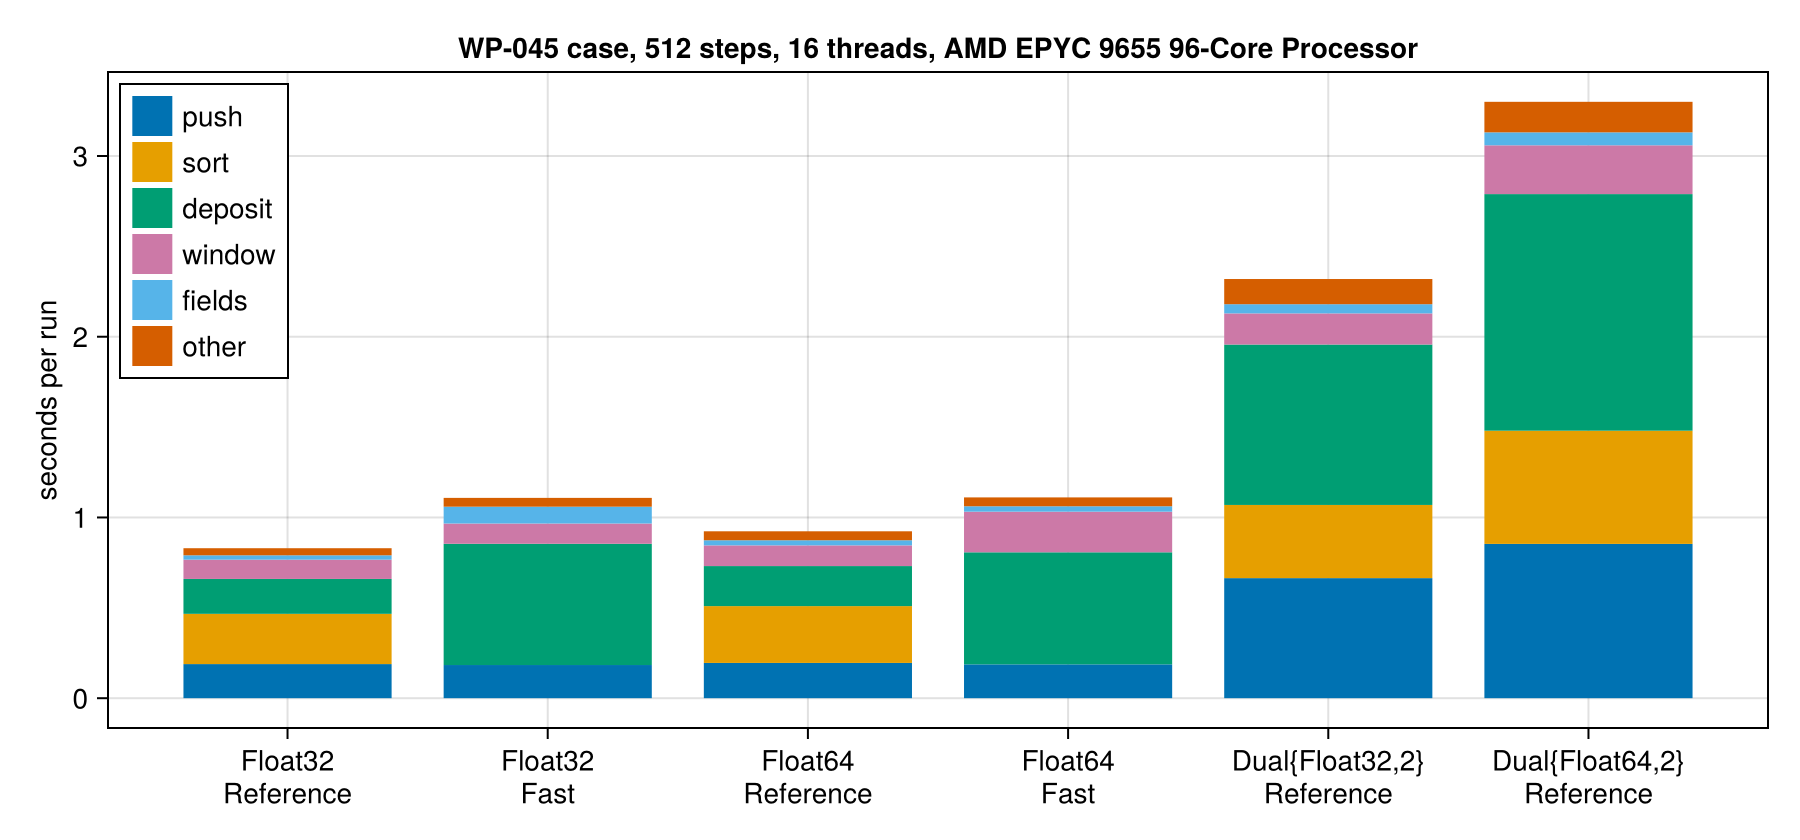 WP-045 case, 512 steps, 16 threads, AMD EPYC 9655 96-Core Processor
push
sort
deposit
window
fields
other
seconds per run
3
2
1
0
Float32
Reference
Float32
Fast
Float64
Reference
Float64
Fast
Dual{Float32,2}
Reference
Dual{Float64,2}
Reference